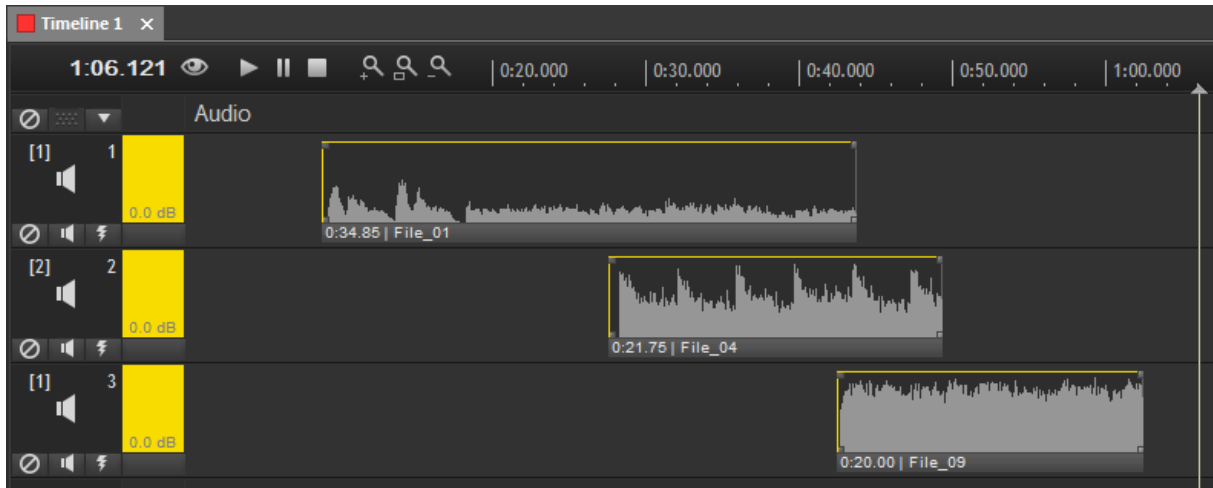 Timeline 1
1:06.121 0:20.000 0:30.000 0:40.000 0:50.000 1:00.000
Audio
[1] 1
0.0 dB
0:34.85 | File_01
[2] 2
0.0 dB
0:21.75 | File_04
[1] 3
0.0 dB
0:20.00 | File_09